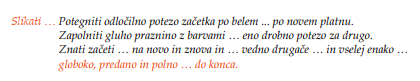 Slikati … Potegniti odločilno potezo začetka po belem ... po novem platnu.
Zapolniti gluho praznino z barvami … eno drobno potezo za drugo.
Znati začeti … na novo in znova in … vedno drugače … in vselej enako …
globoko, predano in polno … do konca.